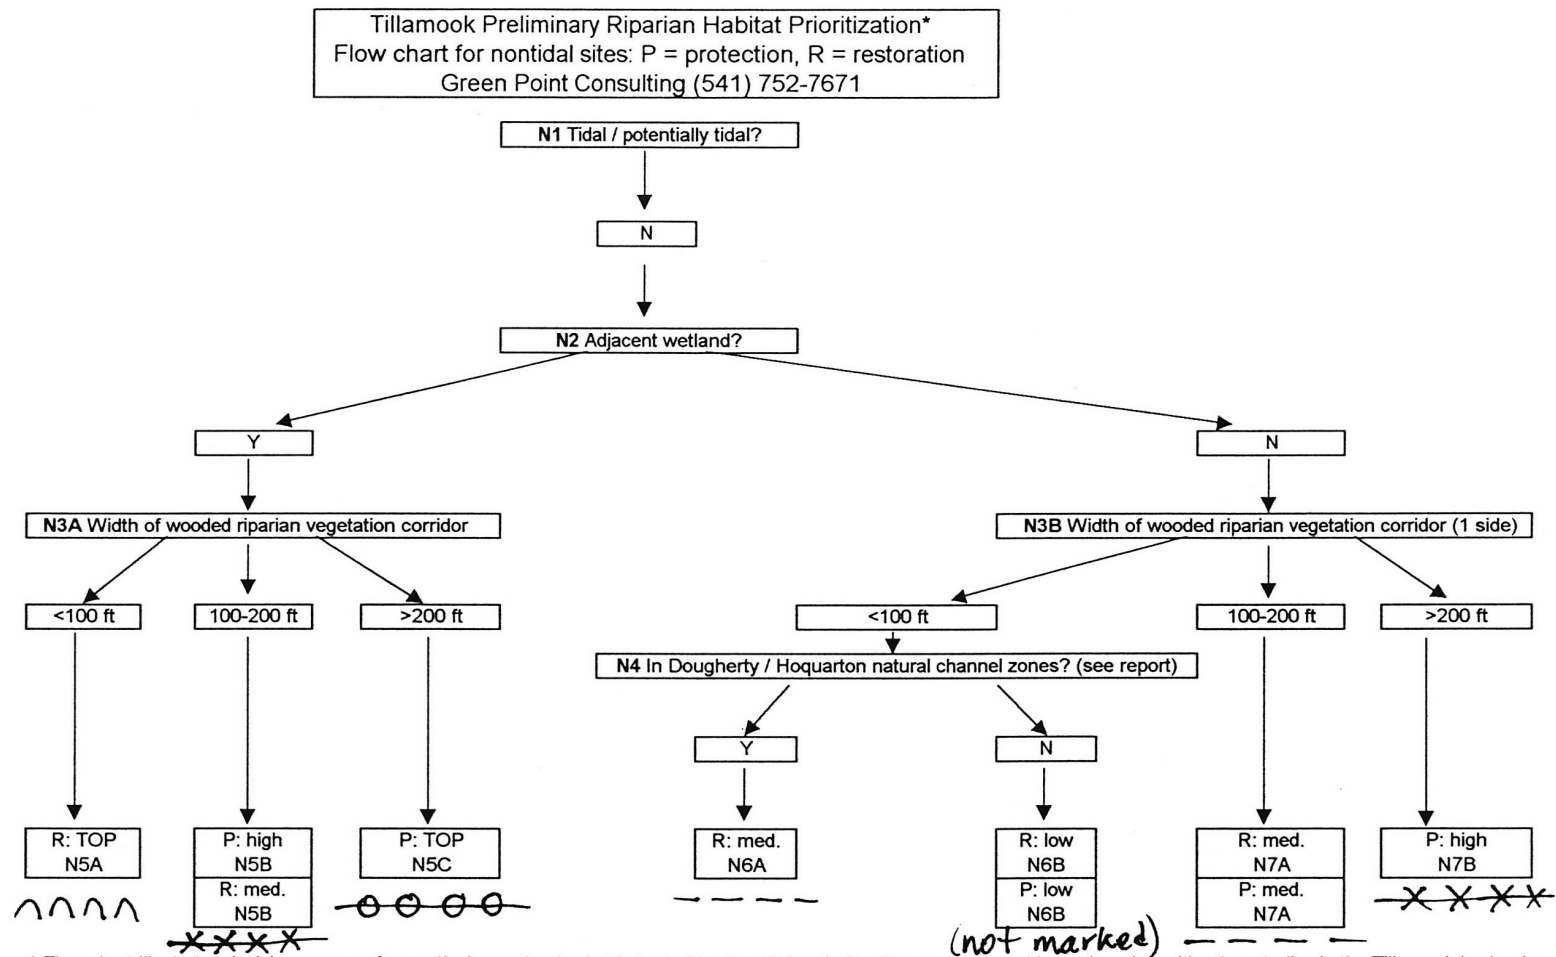 Tillamook Preliminary Riparian Habitat Prioritization*
Flow chart for nontidal sites: P = protection, R = restoration
Green Point Consulting (541) 752-7671
N1 Tidal / potentially tidal?
N
N2 Adjacent wetland?
Y
N
N3A Width of wooded riparian vegetation corridor
N3B Width of wooded riparian vegetation corridor (1 side)
<100 ft
100-200 ft
>200 ft
<100 ft
100-200 ft
>200 ft
N4 In Dougherty / Hoquarton natural channel zones? (see report)
Y
N
R: TOP
N5A
P: high
N5B
R: med.
N5B
P: TOP
N5C
R: med.
N6A
R: low
N6B
P: low
N6B
R: med.
N7A
P: med.
N7A
P: high
N7B
(not marked)